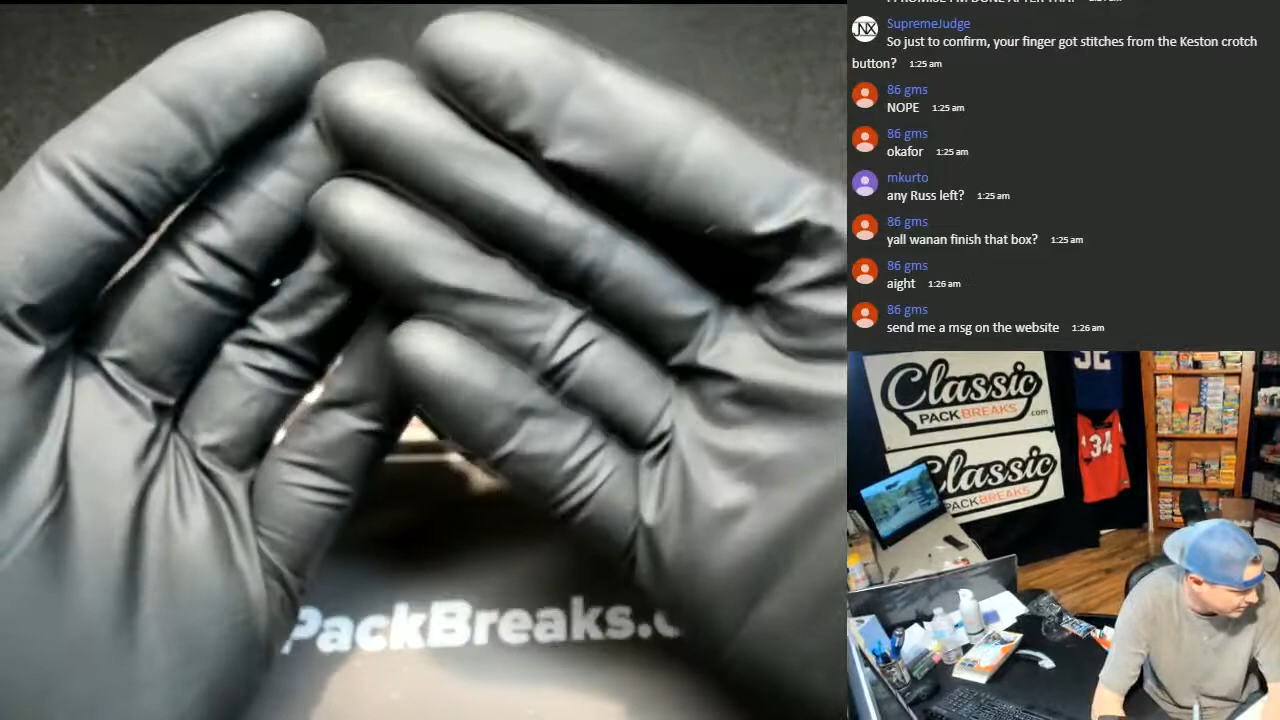 SupremeJudge
So just to confirm, your finger got stitches from the Keston crotch
button? 1:25 am
86 gms
NOPE 1:25 am
86 gms
okafor 1:25 am
mkurto
any Russ left? 1:25 am
86 gms
yall wanan finish that box? 1:25 am
86 gms
aight 1:26 am
86 gms
send me a msg on the website 1:26 am
Classic
PACKBREAKS.com
Classic
PACKBREAKS
34
PackBreaks.